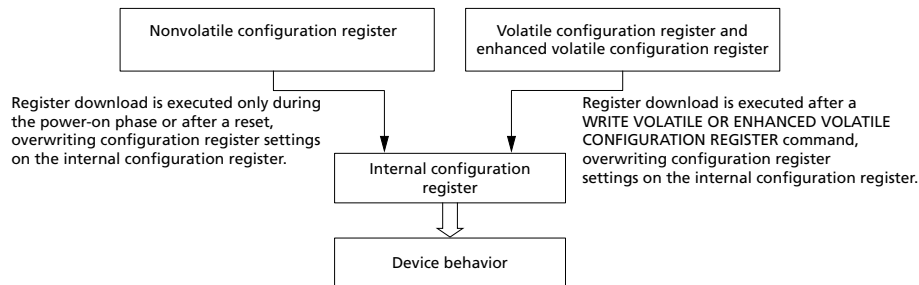 Nonvolatile configuration register
Volatile configuration register and
enhanced volatile configuration register
Register download is executed only during
the power-on phase or after a reset,
overwriting configuration register settings
on the internal configuration register.
Register download is executed after a
WRITE VOLATILE OR ENHANCED VOLATILE
CONFIGURATION REGISTER command,
overwriting configuration register
settings on the internal configuration register.
Internal configuration
register
Device behavior